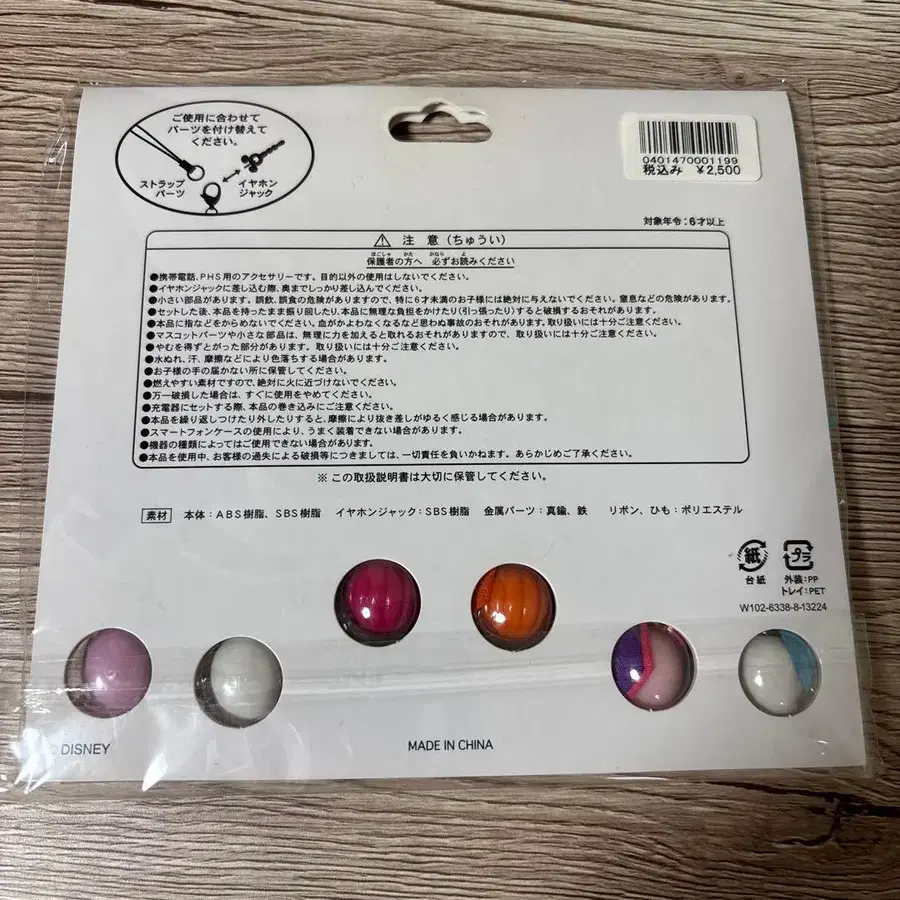 ご使用に合わせて
パーツを付け替えて
ください。
ストラップ
パーツ
イヤホン
ジャック
0401470001199
税込み ¥2,500
対象年令:6才以上
⚠ 注 意(ちゅうい)
ほごしゃ かた かなら よ
保護者の方へ 必ずお読みください
●携帯電話、PHS用のアクセサリーです。目的以外の使用はしないでください。
●イヤホンジャックに差し込む際、奥までしっかり差し込んでください。
●小さい部品があります。誤飲、誤食の危険がありますので、特に6才未満のお子様には絶対に与えないでください。窒息などの危険があります。
●セットした後、本品を持ったまま振り回したり、本品に無理な負担をかけたり(引っ張ったり)すると破損するおそれがあります。
●本品に指などをからめないでください。血がかよわなくなるなど思わぬ事故のおそれがあります。取り扱いには十分ご注意ください。
●マスコットパーツや小さな部品は、無理に力を加えると取れるおそれがありますので、取り扱いには十分ご注意ください。
●やむを得ずとがった部分があります。取り扱いには十分ご注意ください。
●水ぬれ、汗、摩擦などにより色落ちする場合があります。
●お子様の手の届かない所に保管してください。
●燃えやすい素材ですので、絶対に火に近づけないでください。
●万一破損した場合は、すぐに使用をやめてください。
●充電器にセットする際、本品の巻き込みにご注意ください。
●本品を繰り返しつけたり外したりすると、摩擦により抜き差しがゆるく感じる場合があります。
●スマートフォンケースの使用により、うまく装着できない場合があります。
●機器の種類によってはご使用できない場合があります。
●本品を使用中、お客様の過失による破損等につきましては、一切責任を負いかねます。あらかじめご了承ください。
※この取扱説明書は大切に保管してください。
素材 本体:ABS樹脂、SBS樹脂 イヤホンジャック:SBS樹脂 金属パーツ:真鍮、鉄 リボン、ひも:ポリエステル
紙 プラ
台紙 外装:PP
トレイ:PET
W102-6338-8-13224
© DISNEY
MADE IN CHINA